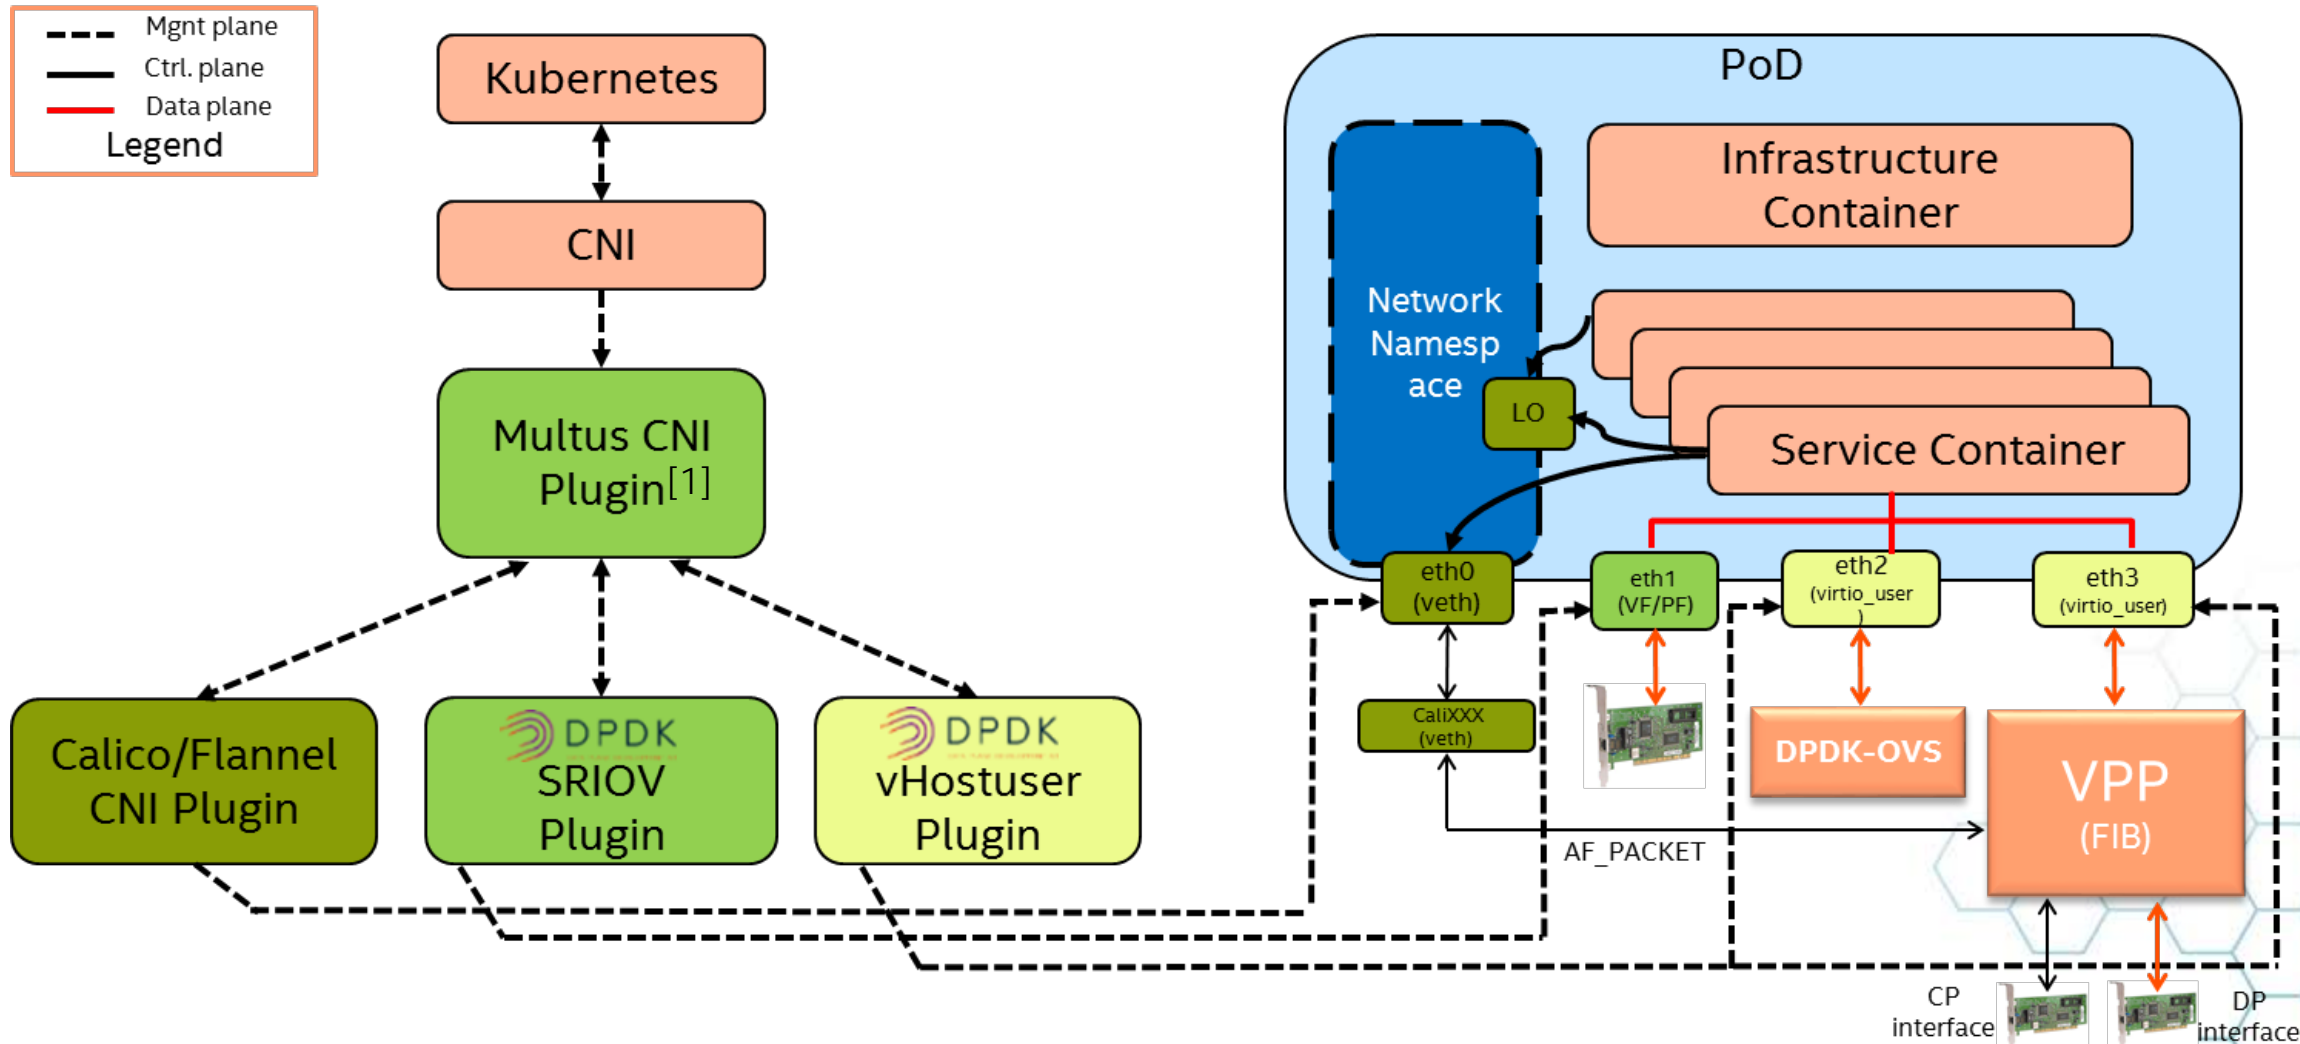 Mgnt plane
Ctrl. plane
Data plane
Legend
Kubernetes
CNI
Multus CNI
Plugin[1]
Calico/Flannel
CNI Plugin
DPDK
SRIOV
Plugin
DPDK
vHostuser
Plugin
PoD
Infrastructure
Container
Network
Namesp
ace
LO
Service Container
eth0
(veth)
eth1
(VF/PF)
eth2
(virtio_user
)
eth3
(virtio_user)
CaliXXX
(veth)
DPDK-OVS
VPP
(FIB)
AF_PACKET
CP
interface
DP
interface